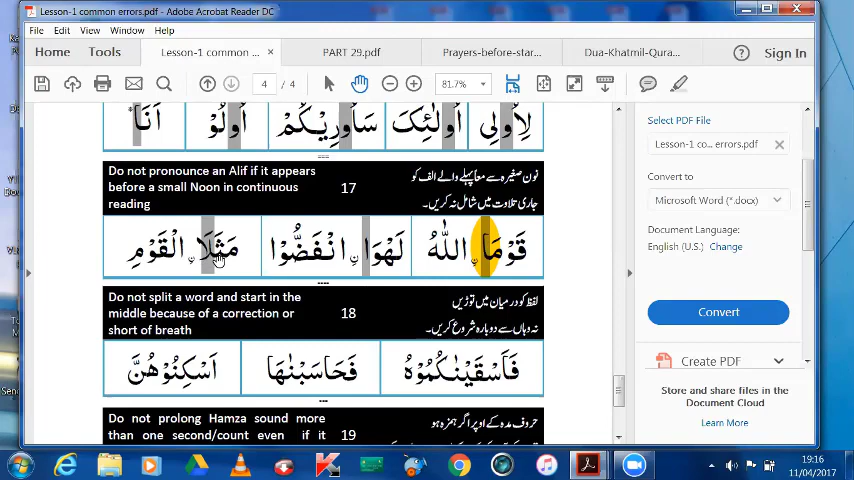 Lesson-1 common errors.pdf - Adobe Acrobat Reader DC
File Edit View Window Help
Home Tools Lesson-1 common ... × PART 29.pdf Prayers-before-star... Dua-Khatmil-Qura... Sign In
4 / 4 81.7%
لِاُولِى اُولٰٓئِكَ سَاُورِيْكُمْ اُولُوْ اَنَا
Do not pronounce an Alif if it appears
before a small Noon in continuous
reading
17
نون صغیرہ سے معاً پہلے والے الف کو
جاری تلاوت میں شامل نہ کریں۔
قَوْمَاۨ اللّٰهُ لَهْوَاۨ انْفَضُّوْا مَثَلَاۨ الْقَوْمِ
Do not split a word and start in the
middle because of a correction or
short of breath
18
لفظ کو درمیان میں توڑیں
نہ وہاں سے دوبارہ شروع کریں۔
فَاَسْقَيْنٰكُمُوْهُ فَحَاسَبْنٰهَا اَسْكِنُوْهُنَّ
Do not prolong Hamza sound more
than one second/count even if it
19
حروف مدہ کے اوپر اگر ہمزہ ہو
Select PDF File
Lesson-1 co... errors.pdf ×
Convert to
Microsoft Word (*.docx)
Document Language:
English (U.S.) Change
Convert
Create PDF
Store and share files in the
Document Cloud
Learn More
19:16
11/04/2017